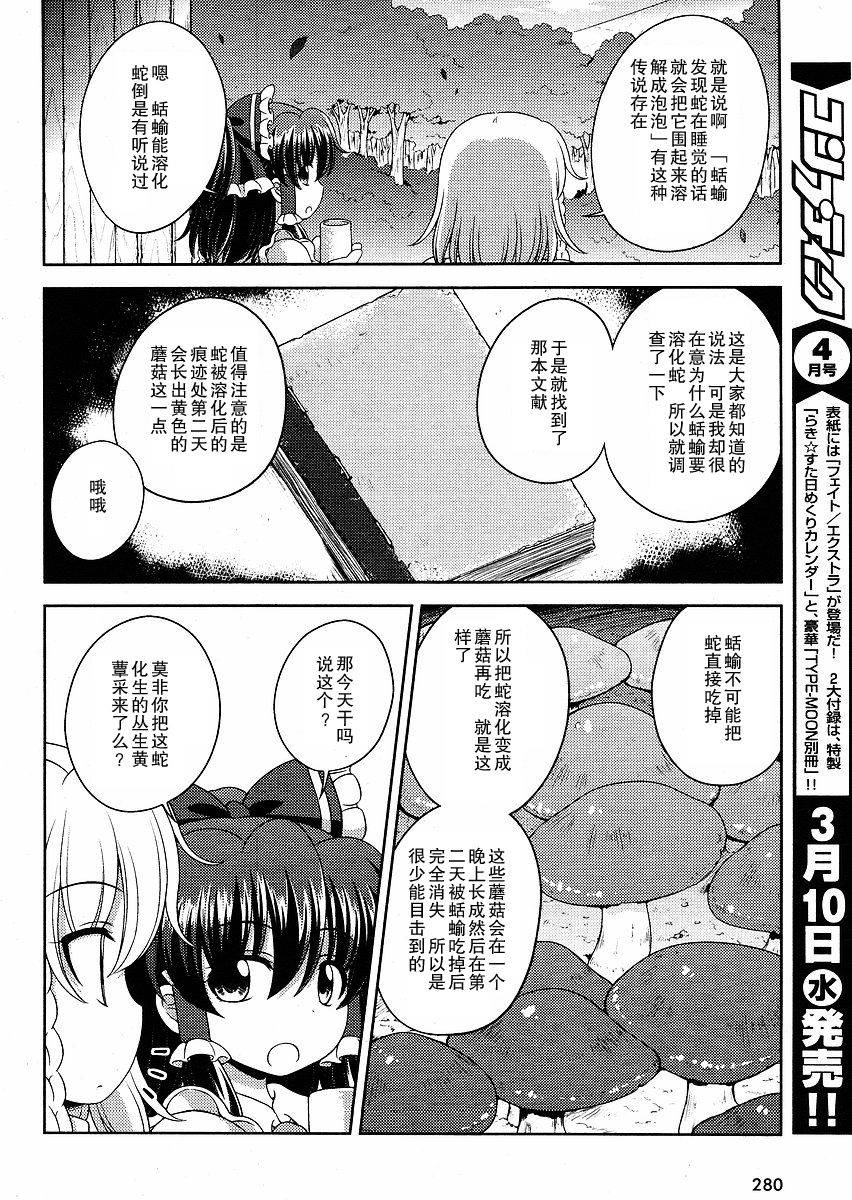 就是说啊 「蛞蝓
发现蛇在睡觉的话
就会把它围起来溶
解成泡泡」有这种
传说存在
嗯 蛞蝓能溶化
蛇倒是有听说过
这是大家都知道的
说法 可是我却很
在意为什么蛞蝓要
溶化蛇 所以就调
查了一下
于是就找到了
那本文献
值得注意的是
蛇被溶化后的
痕迹处第二天
会长出黄色的
蘑菇这一点
哦
哦
蛞蝓不可能把
蛇直接吃掉
所以把蛇溶化变成
蘑菇再吃 就是这
样了
这些蘑菇会在一个
晚上长成然后在第
二天被蛞蝓吃掉后
完全消失 所以是
很少能目击到的
那今天干吗
说这个?
莫非你把这蛇
化生的丛生黄
蕈采来了么?
コンプティーク
4
月号
表紙には「フェイト/エクストラ」が登場だ! 2大付録は、特製
「らき☆すた日めくりカレンダー」と、豪華「TYPE-MOON別冊」!!
3月10日㊌発売!!
280